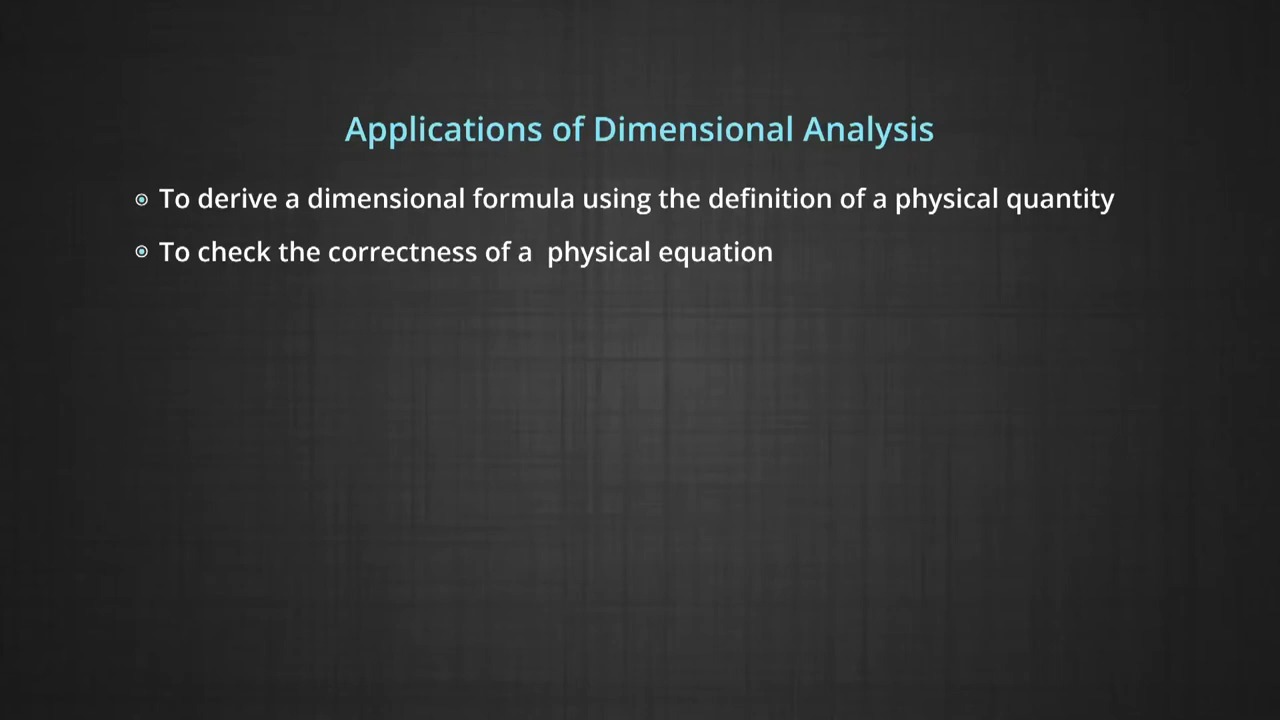 Applications of Dimensional Analysis
To derive a dimensional formula using the definition of a physical quantity
To check the correctness of a  physical equation